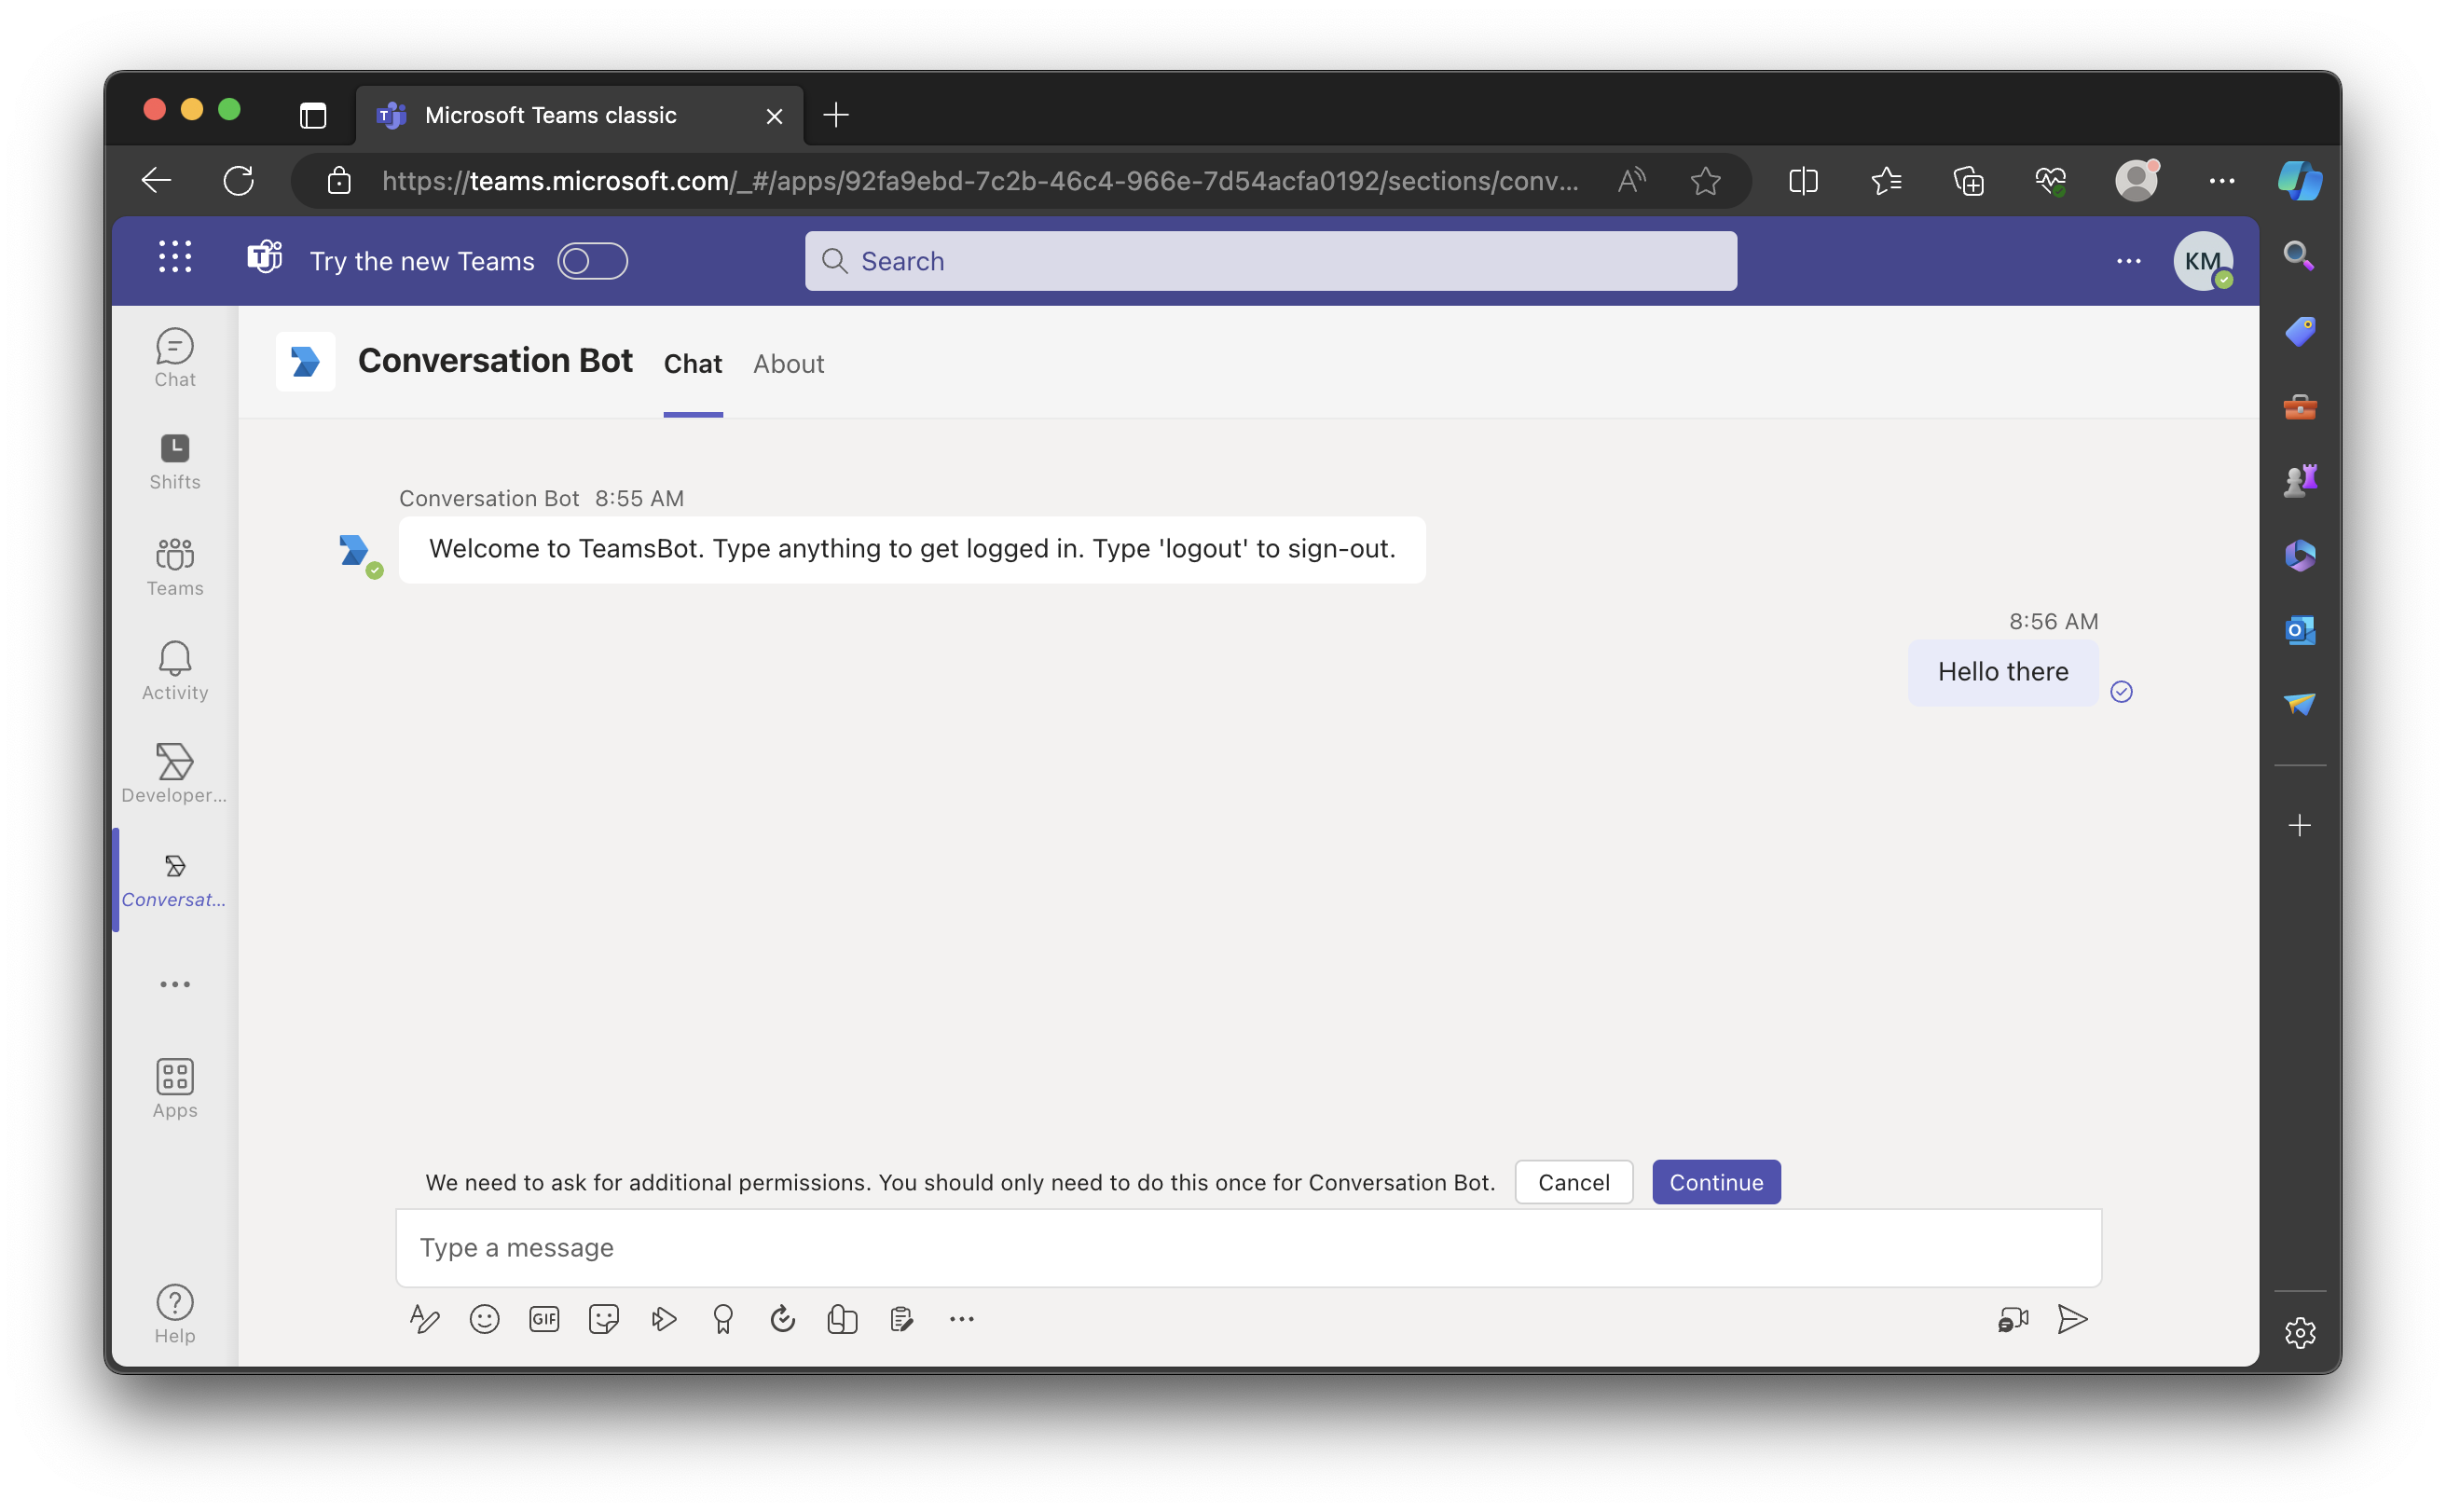 Microsoft Teams classic
https://teams.microsoft.com/_#/apps/92fa9ebd-7c2b-46c4-966e-7d54acfa0192/sections/conv...
Try the new Teams
Search
KM
Chat
Shifts
Teams
Activity
Developer...
Conversat...
Apps
Help
Conversation Bot Chat About
Conversation Bot 8:55 AM
Welcome to TeamsBot. Type anything to get logged in. Type 'logout' to sign-out.
8:56 AM
Hello there
We need to ask for additional permissions. You should only need to do this once for Conversation Bot. Cancel Continue
Type a message
GIF